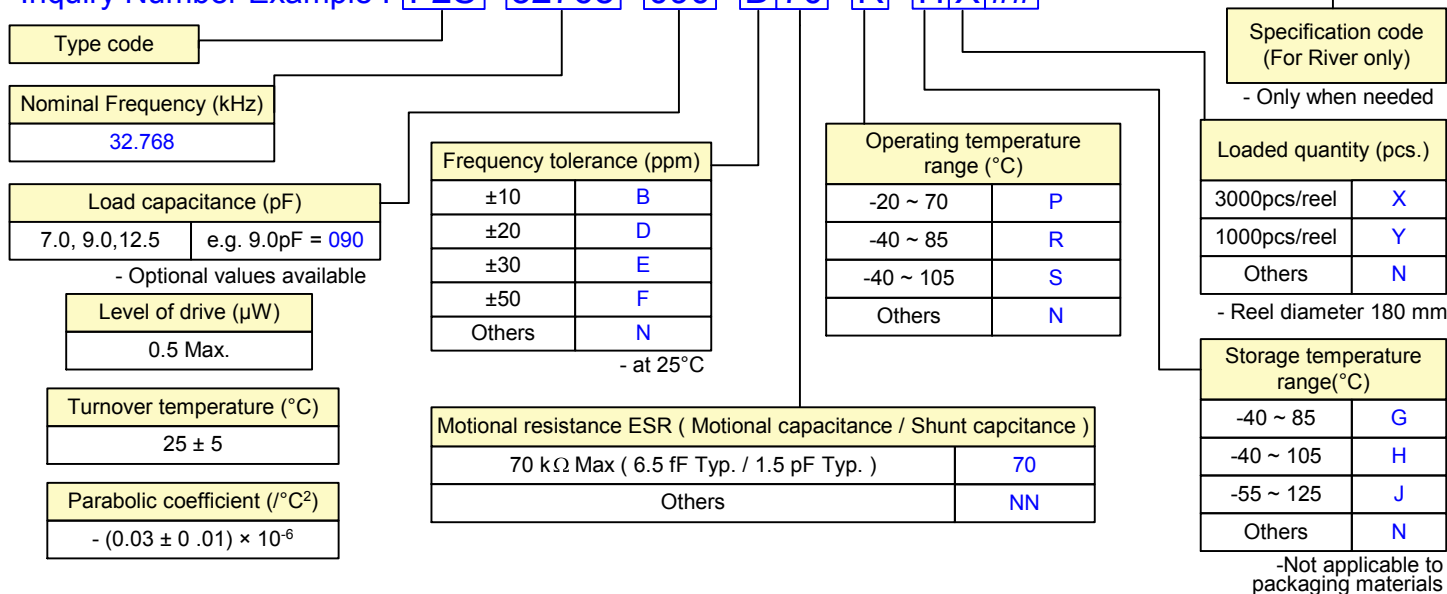 Type code
Specification code
(For River only)
- Only when needed
Nominal Frequency (kHz)
32.768
Load capacitance (pF)
7.0, 9.0,12.5 e.g. 9.0pF = 090
- Optional values available
Level of drive (µW)
0.5 Max.
Turnover temperature (°C)
25 ± 5
Parabolic coefficient (/°C²)
- (0.03 ± 0 .01) × 10⁻⁶
Frequency tolerance (ppm)
±10 B
±20 D
±30 E
±50 F
Others N
- at 25°C
Motional resistance ESR ( Motional capacitance / Shunt capcitance )
70 kΩ Max ( 6.5 fF Typ. / 1.5 pF Typ. ) 70
Others NN
Operating temperature
range (°C)
-20 ~ 70 P
-40 ~ 85 R
-40 ~ 105 S
Others N
Loaded quantity (pcs.)
3000pcs/reel X
1000pcs/reel Y
Others N
- Reel diameter 180 mm
Storage temperature
range(°C)
-40 ~ 85 G
-40 ~ 105 H
-55 ~ 125 J
Others N
-Not applicable to
packaging materials